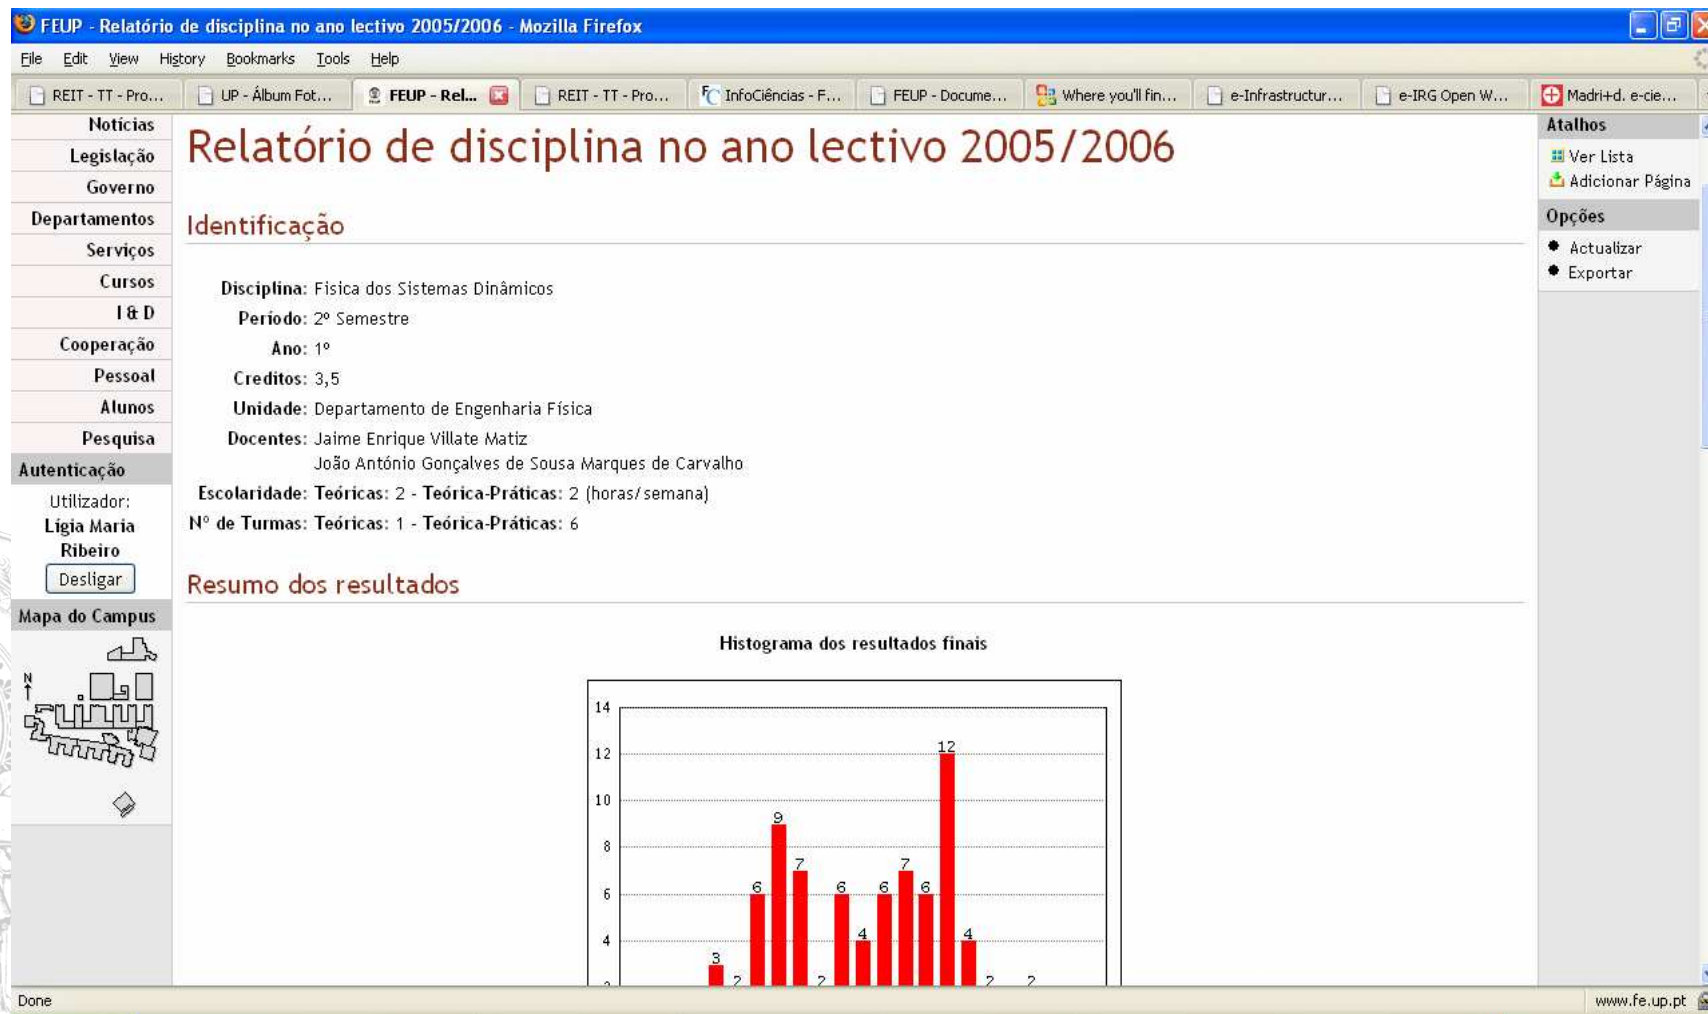 FEUP - Relatório de disciplina no ano lectivo 2005/2006 - Mozilla Firefox
File Edit View History Bookmarks Tools Help
REIT - TT - Pro... UP - Álbum Fot... FEUP - Rel... REIT - TT - Pro... InfoCiências - F... FEUP - Docume... Where you'll fin... e-Infrastructur... e-IRG Open W... Madri+d. e-cie...
Notícias
Legislação
Governo
Departamentos
Serviços
Cursos
I & D
Cooperação
Pessoal
Alunos
Pesquisa
Autenticação
Utilizador:
Lígia Maria
Ribeiro
Desligar
Mapa do Campus
N
Relatório de disciplina no ano lectivo 2005/2006
Identificação
Disciplina: Fisica dos Sistemas Dinâmicos
Período: 2º Semestre
Ano: 1º
Creditos: 3,5
Unidade: Departamento de Engenharia Física
Docentes: Jaime Enrique Villate Matiz
João António Gonçalves de Sousa Marques de Carvalho
Escolaridade: Teóricas: 2 - Teórica-Práticas: 2 (horas/semana)
Nº de Turmas: Teóricas: 1 - Teórica-Práticas: 6
Resumo dos resultados
Histograma dos resultados finais
14
12 12
10
9
8
7 7
6 6 6 6 6
4 4 4
3
2 2 2 2
Atalhos
Ver Lista
Adicionar Página
Opções
Actualizar
Exportar
Done www.fe.up.pt